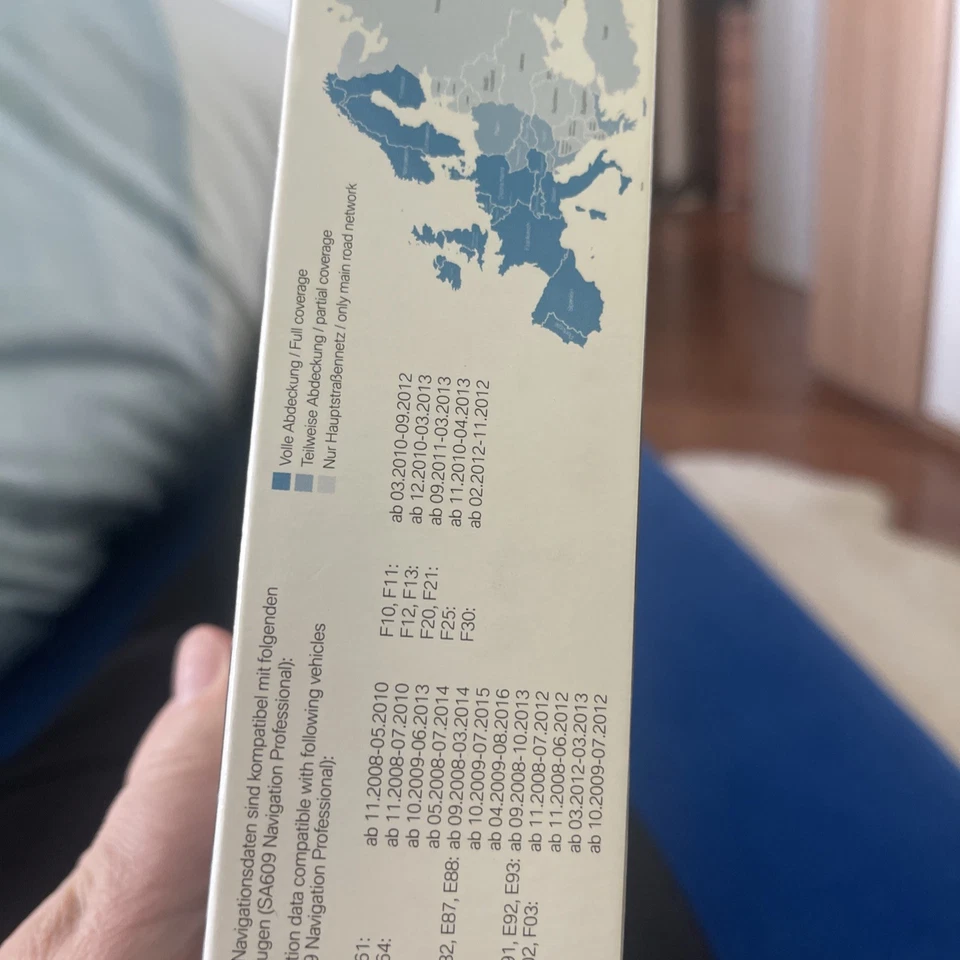 Navigationsdaten sind kompatibel mit folgenden
ugen (SA609 Navigation Professional):
tion data compatible with following vehicles
9 Navigation Professional):
61: ab 11.2008-05.2010
64: ab 11.2008-07.2010
ab 10.2009-06.2013
ab 05.2008-07.2014
82, E87, E88: ab 09.2008-03.2014
ab 10.2009-07.2015
ab 04.2009-08.2016
91, E92, E93: ab 09.2008-10.2013
02, F03: ab 11.2008-07.2012
ab 11.2008-06.2012
ab 03.2012-03.2013
ab 10.2009-07.2012
F10, F11: ab 03.2010-09.2012
F12, F13: ab 12.2010-03.2013
F20, F21: ab 09.2011-03.2013
F25: ab 11.2010-04.2013
F30: ab 02.2012-11.2012
Volle Abdeckung / Full coverage
Teilweise Abdeckung / partial coverage
Nur Hauptstraßennetz / only main road network